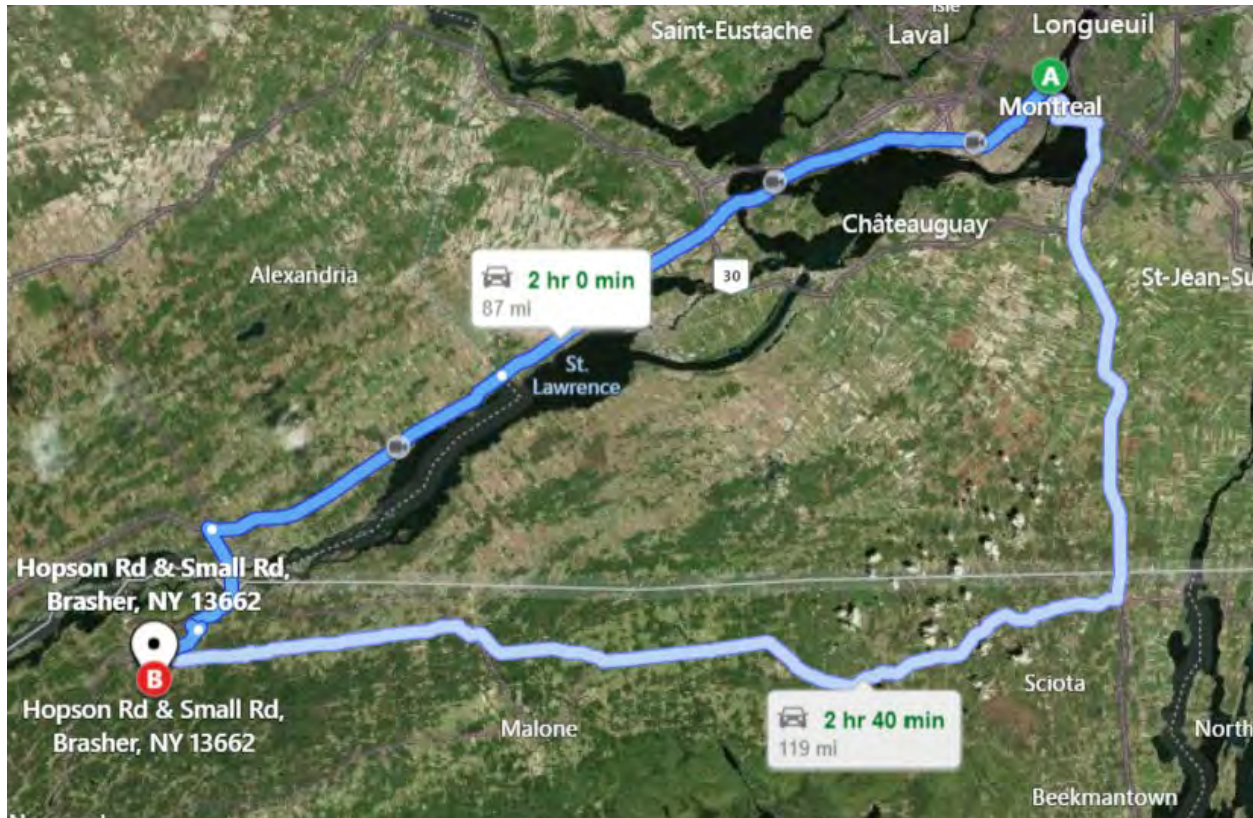 Isle
Longueuil
Saint-Eustache
Laval
A
Montreal
Châteauguay
Alexandria
30
St-Jean-Su
2 hr 0 min
87 mi
St.
Lawrence
Hopson Rd & Small Rd,
Brasher, NY 13662
B
Hopson Rd & Small Rd,
Brasher, NY 13662
Sciota
2 hr 40 min
119 mi
Malone
North
Beekmantown